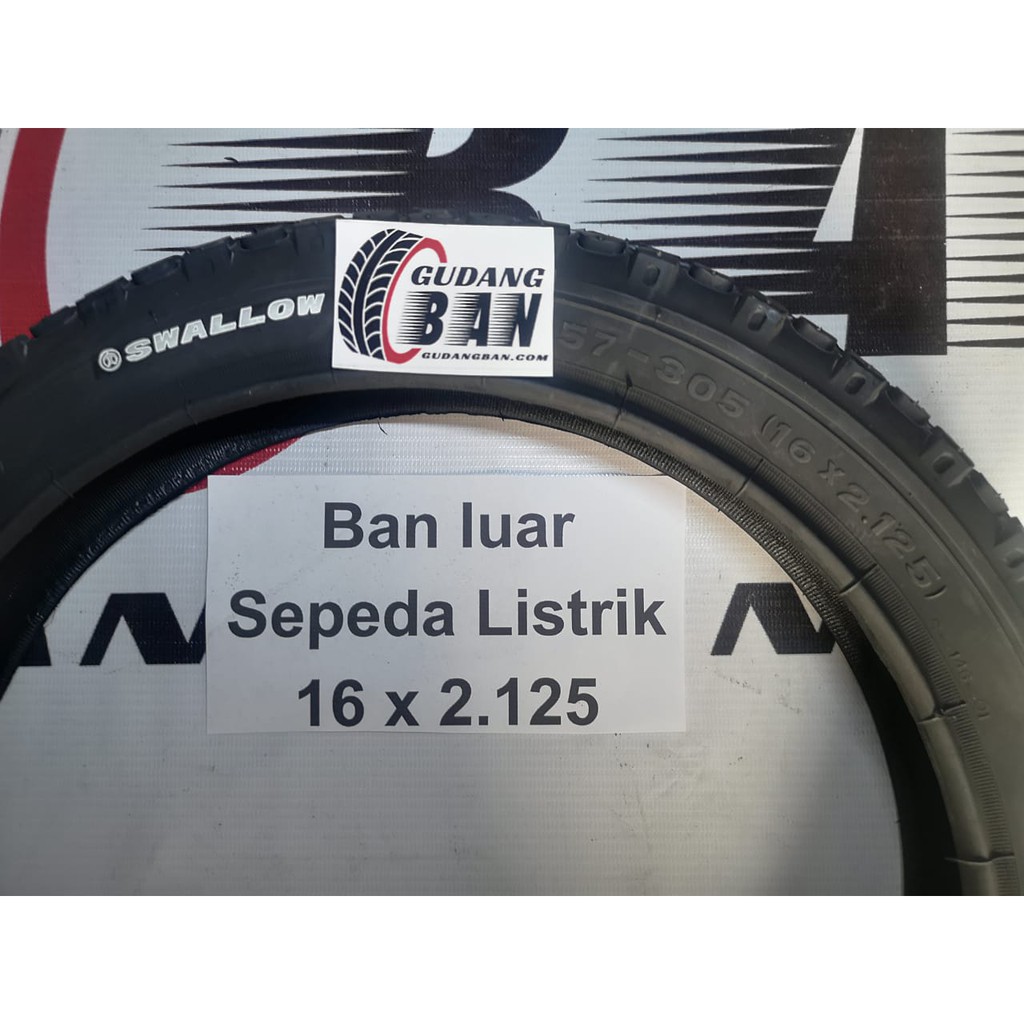 ®SWALLOW
GUDANG
BAN
GUDANGBAN.COM
57-305 (16 x 2.125)
Ban luar
Sepeda Listrik
16 x 2.125